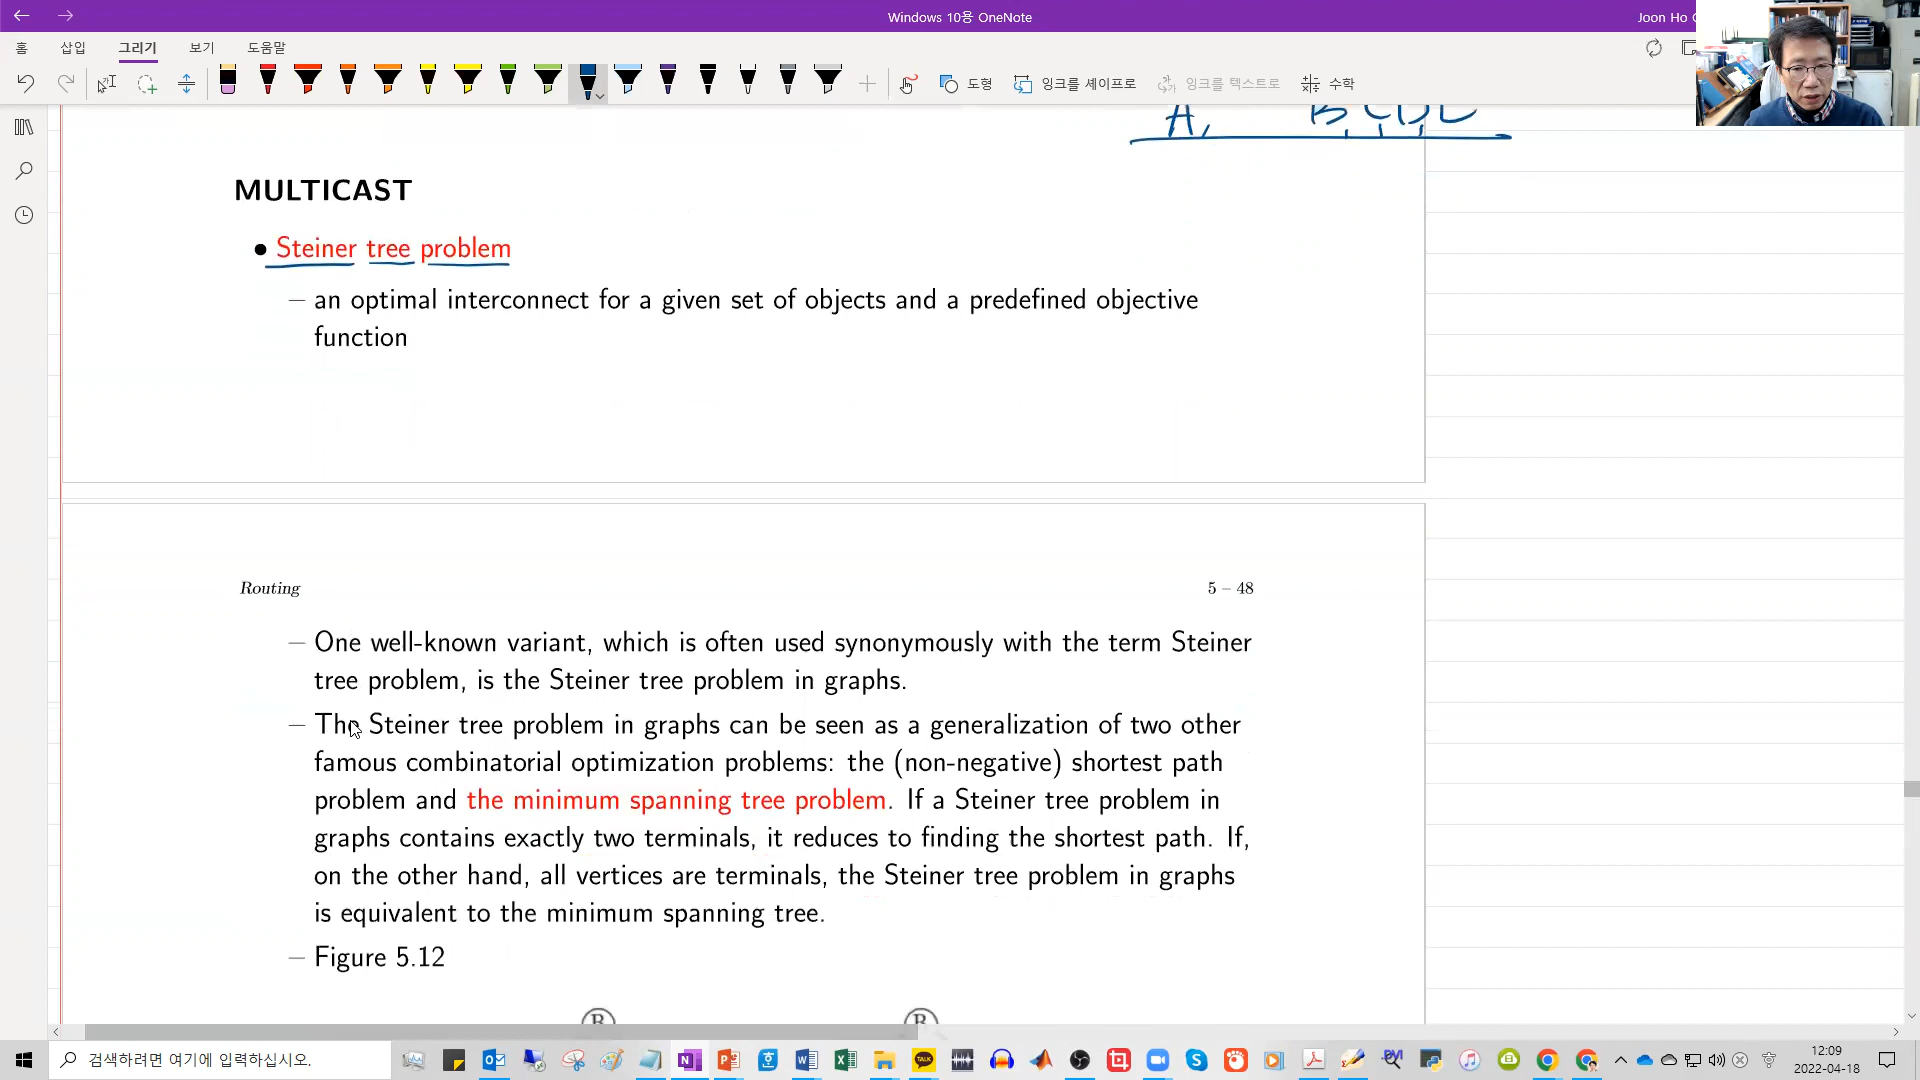 Windows 10용 OneNote
Joon Ho
홈 삽입 그리기 보기 도움말
도형 잉크를 셰이프로 잉크를 텍스트로 수학
A, B, C, D, E
MULTICAST
● Steiner tree problem
– an optimal interconnect for a given set of objects and a predefined objective
function
Routing 5 – 48
– One well-known variant, which is often used synonymously with the term Steiner
tree problem, is the Steiner tree problem in graphs.
– The Steiner tree problem in graphs can be seen as a generalization of two other
famous combinatorial optimization problems: the (non-negative) shortest path
problem and the minimum spanning tree problem. If a Steiner tree problem in
graphs contains exactly two terminals, it reduces to finding the shortest path. If,
on the other hand, all vertices are terminals, the Steiner tree problem in graphs
is equivalent to the minimum spanning tree.
– Figure 5.12
B B
검색하려면 여기에 입력하십시오.
TALK
12:09
2022-04-18